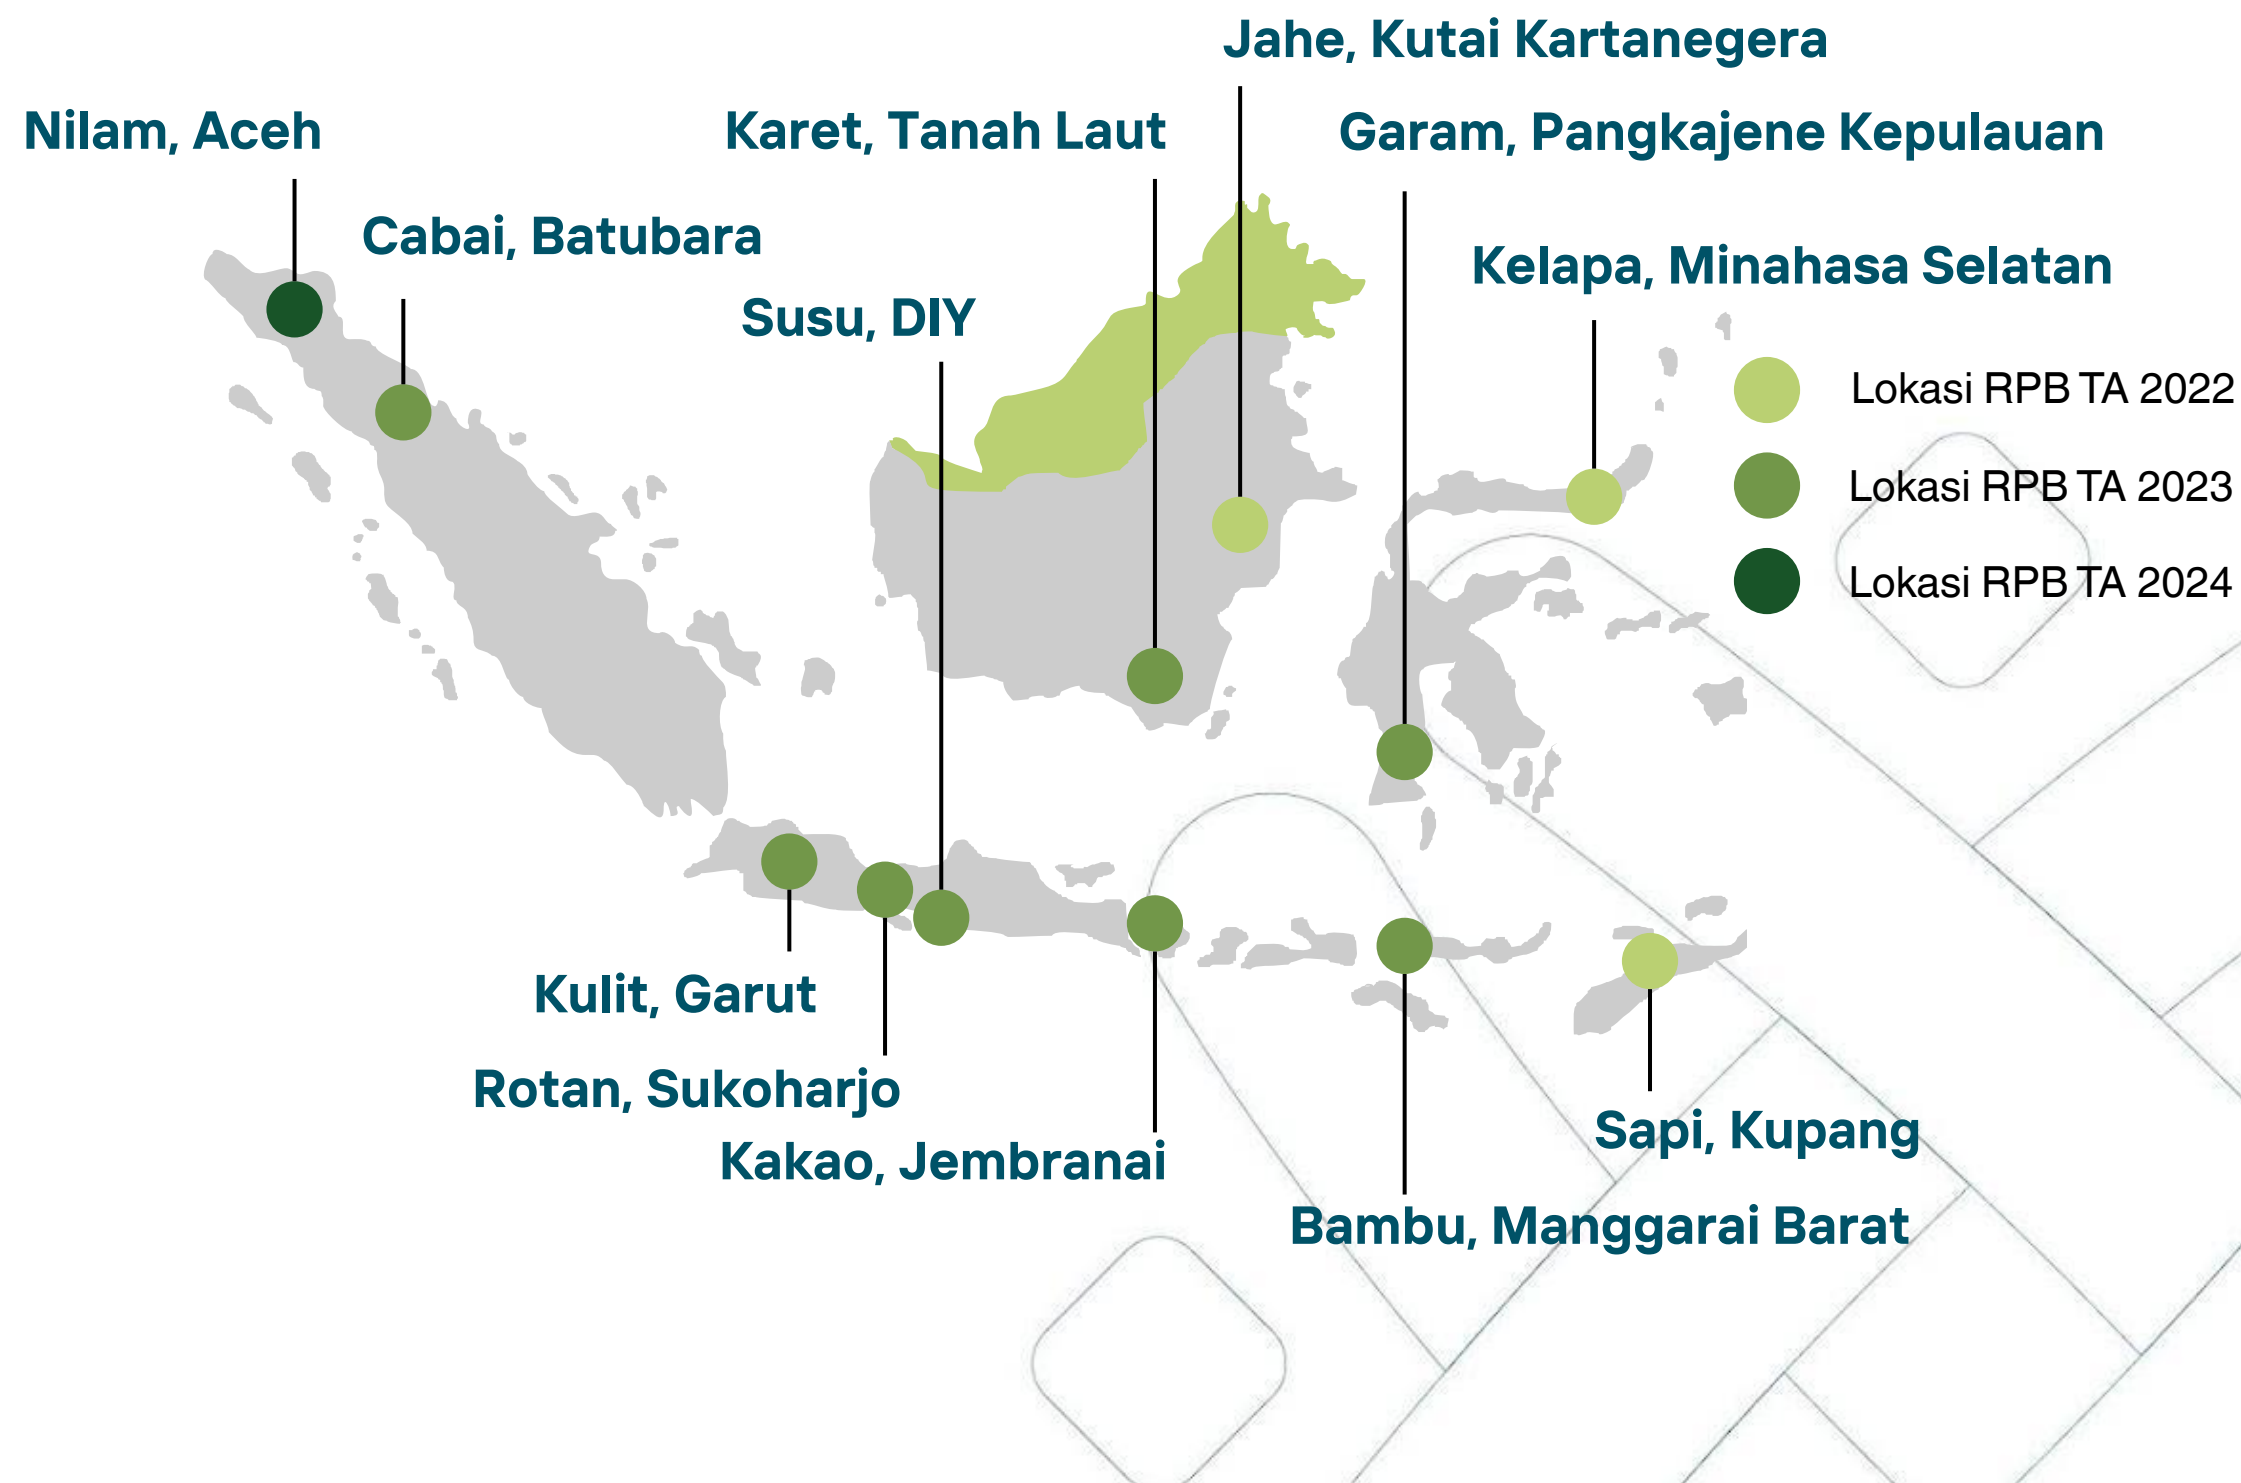 Jahe, Kutai Kartanegera
Nilam, Aceh
Karet, Tanah Laut
Garam, Pangkajene Kepulauan
Cabai, Batubara
Kelapa, Minahasa Selatan
Susu, DIY
Lokasi RPB TA 2022
Lokasi RPB TA 2023
Lokasi RPB TA 2024
Kulit, Garut
Rotan, Sukoharjo
Kakao, Jembranai
Sapi, Kupang
Bambu, Manggarai Barat